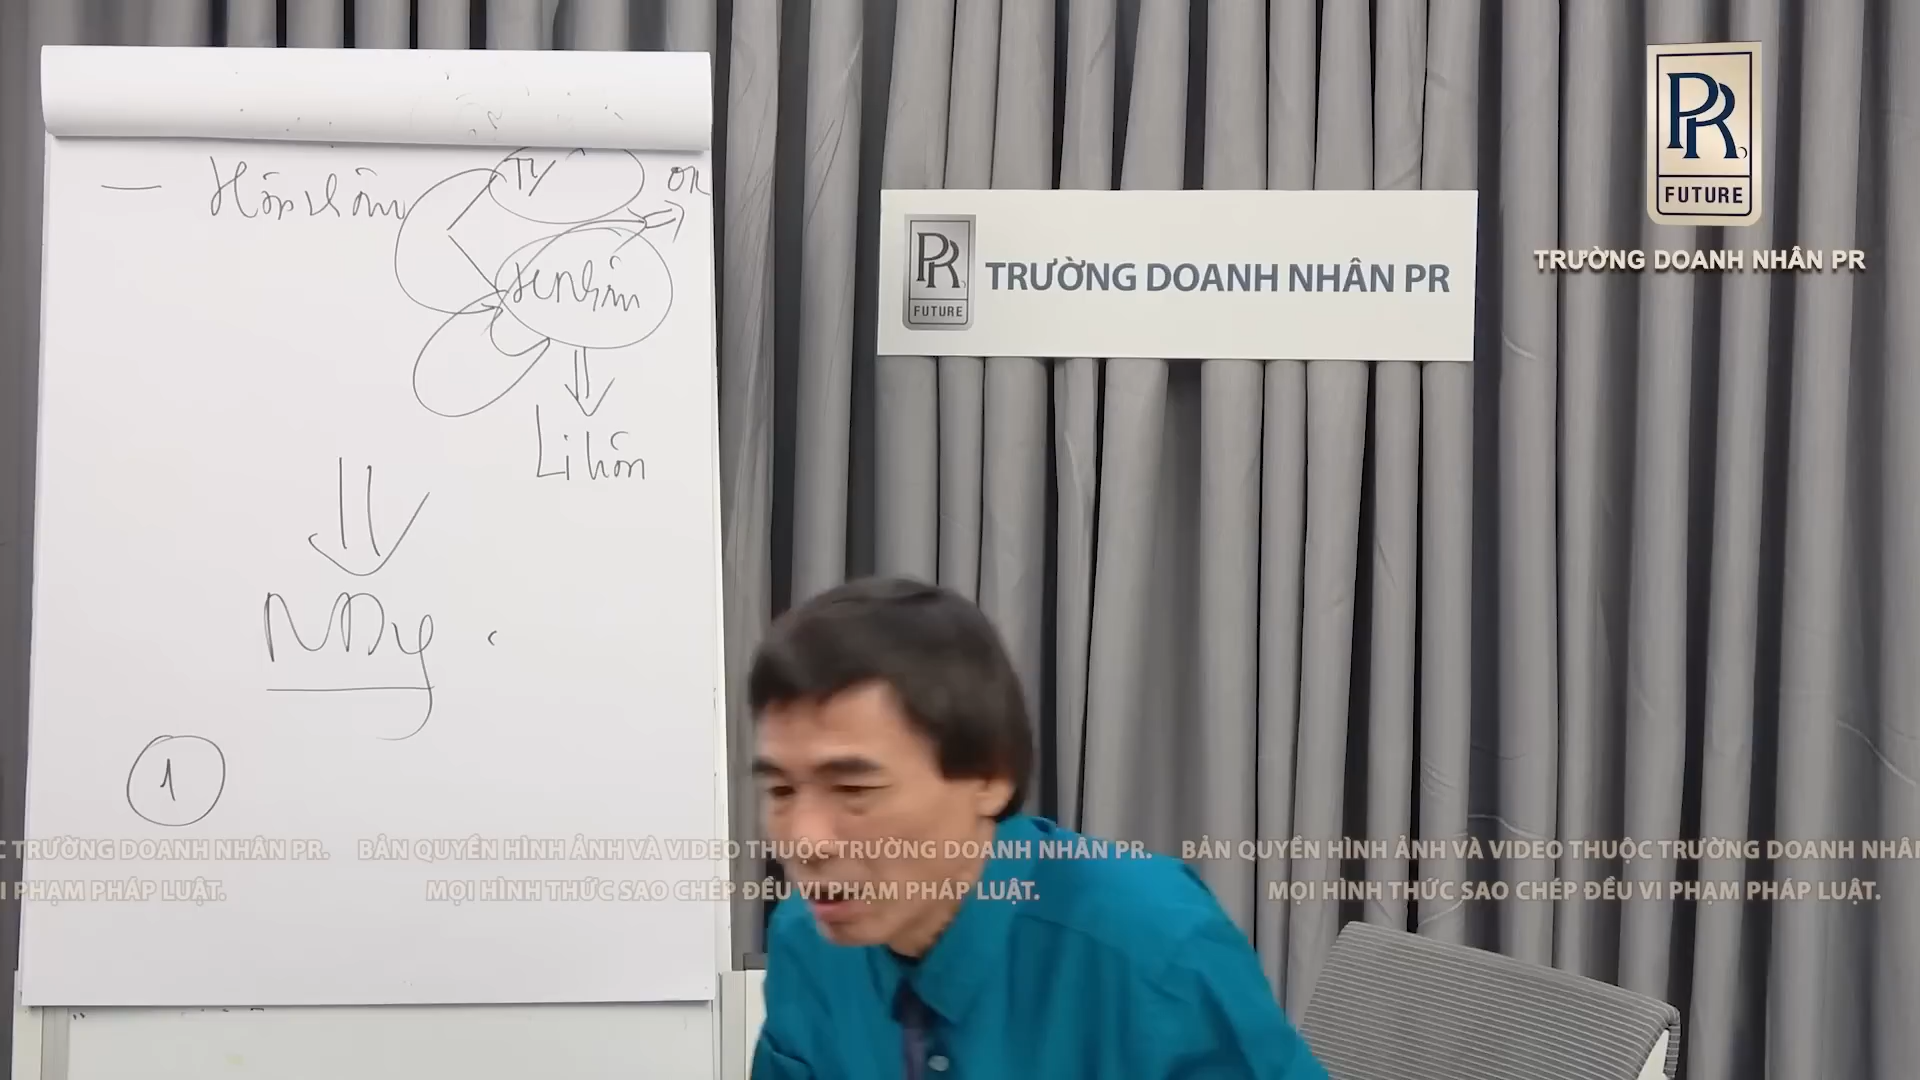 — Hôn nhân
TY
OK
Hôn nhân
Li hôn
NDy
1
PR
FUTURE
TRƯỜNG DOANH NHÂN PR
PR
FUTURE
TRƯỜNG DOANH NHÂN PR
TRƯỜNG DOANH NHÂN PR. BẢN QUYỀN HÌNH ẢNH VÀ VIDEO THUỘC TRƯỜNG DOANH NHÂN PR. BẢN QUYỀN HÌNH ẢNH VÀ VIDEO THUỘC TRƯỜNG DOANH NHÂN
I PHẠM PHÁP LUẬT. MỌI HÌNH THỨC SAO CHÉP ĐỀU VI PHẠM PHÁP LUẬT. MỌI HÌNH THỨC SAO CHÉP ĐỀU VI PHẠM PHÁP LUẬT.